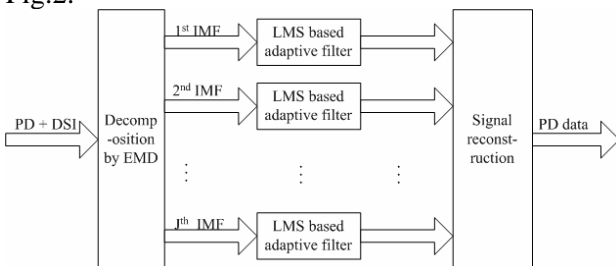 Fig.2.
1st IMF
LMS based
adaptive filter
2nd IMF
LMS based
adaptive filter
PD + DSI
Decomp
-osition
by EMD
Signal
reconst-
ruction
PD data
Jth IMF
LMS based
adaptive filter